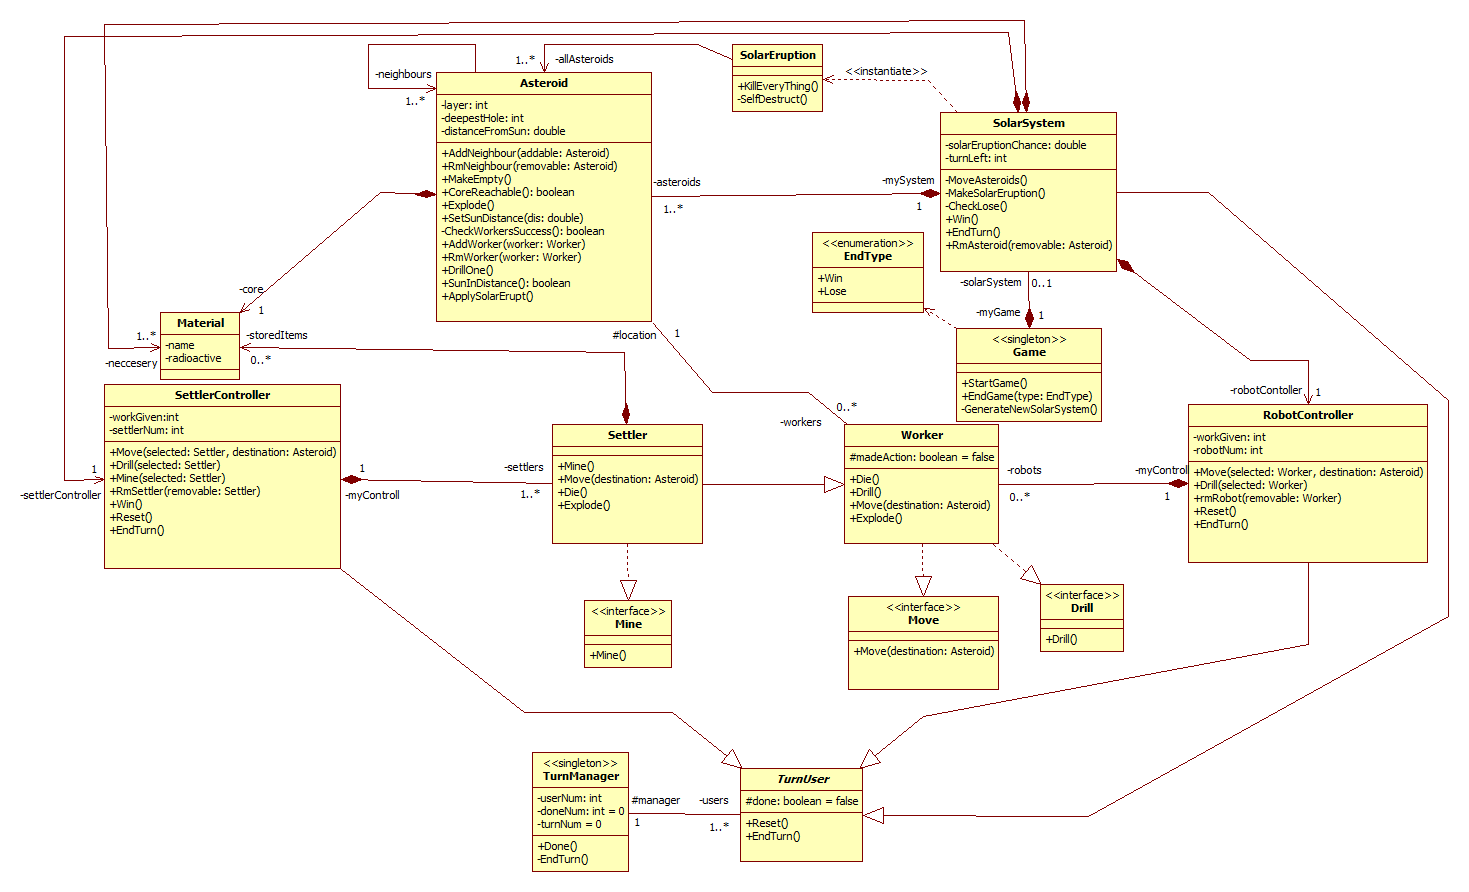 -neighbours
1..*
1..*
-allAsteroids
Asteroid
-layer: int
-deepestHole: int
-distanceFromSun: double
+AddNeighbour(addable: Asteroid)
+RmNeighbour(removable: Asteroid)
+MakeEmpty()
+CoreReachable(): boolean
+Explode()
+SetSunDistance(dis: double)
-CheckWorkersSuccess(): boolean
+AddWorker(worker: Worker)
+RmWorker(worker: Worker)
+DrillOne()
+SunInDistance(): boolean
+ApplySolarErupt()
SolarEruption
+KillEveryThing()
-SelfDestruct()
<<instantiate>>
SolarSystem
-solarEruptionChance: double
-turnLeft: int
-MoveAsteroids()
-MakeSolarEruption()
-CheckLose()
+Win()
+EndTurn()
+RmAsteroid(removable: Asteroid)
-asteroids
1..*
-mySystem
1
<<enumeration>>
EndType
+Win
+Lose
-solarSystem
0..1
-myGame
1
<<singleton>>
Game
+StartGame()
+EndGame(type: EndType)
-GenerateNewSolarSystem()
-core
1
Material
-name
-radioactive
1..*
-neccesery
-storedItems
0..*
#location
1
0..*
-workers
-robotContoller
1
SettlerController
-workGiven:int
-settlerNum: int
+Move(selected: Settler, destination: Asteroid)
+Drill(selected: Settler)
+Mine(selected: Settler)
+RmSettler(removable: Settler)
+Win()
+Reset()
+EndTurn()
1
-settlerController
1
-myControll
-settlers
1..*
Settler
+Mine()
+Move(destination: Asteroid)
+Die()
+Explode()
Worker
#madeAction: boolean = false
+Die()
+Drill()
+Move(destination: Asteroid)
+Explode()
-robots
0..*
-myControl
1
RobotController
-workGiven: int
-robotNum: int
+Move(selected: Worker, destination: Asteroid)
+Drill(selected: Worker)
+rmRobot(removable: Worker)
+Reset()
+EndTurn()
<<interface>>
Mine
+Mine()
<<interface>>
Move
+Move(destination: Asteroid)
<<interface>>
Drill
+Drill()
<<singleton>>
TurnManager
-userNum: int
-doneNum: int = 0
-turnNum = 0
+Done()
-EndTurn()
#manager
1
-users
1..*
TurnUser
#done: boolean = false
+Reset()
+EndTurn()